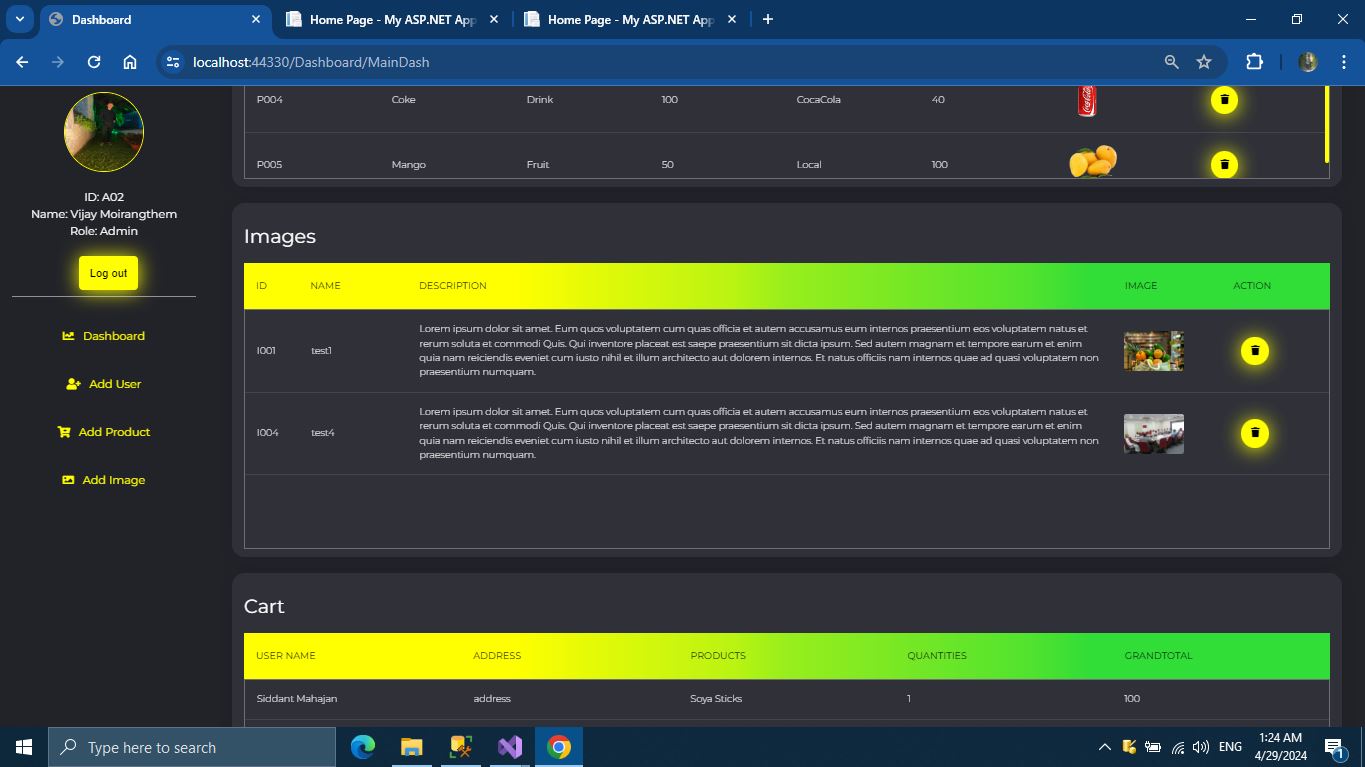 Dashboard
Home Page - My ASP.NET App
Home Page - My ASP.NET App
localhost:44330/Dashboard/MainDash
ID: A02
Name: Vijay Moirangthem
Role: Admin
Log out
Dashboard
Add User
Add Product
Add Image
P004 Coke Drink 100 CocaCola 40
P005 Mango Fruit 50 Local 100
Images
ID NAME DESCRIPTION IMAGE ACTION
I001 test1
Lorem ipsum dolor sit amet. Eum quos voluptatem cum quas officia et autem accusamus eum internos praesentium eos voluptatem natus et
rerum soluta et commodi Quis. Qui inventore placeat est saepe praesentium sit dicta ipsum. Sed autem magnam et tempore earum et enim
quia nam reiciendis eveniet cum iusto nihil et illum architecto aut dolorem internos. Et natus officiis nam internos quae ad quasi voluptatem non
praesentium numquam.
I004 test4
Lorem ipsum dolor sit amet. Eum quos voluptatem cum quas officia et autem accusamus eum internos praesentium eos voluptatem natus et
rerum soluta et commodi Quis. Qui inventore placeat est saepe praesentium sit dicta ipsum. Sed autem magnam et tempore earum et enim
quia nam reiciendis eveniet cum iusto nihil et illum architecto aut dolorem internos. Et natus officiis nam internos quae ad quasi voluptatem non
praesentium numquam.
Cart
USER NAME ADDRESS PRODUCTS QUANTITIES GRANDTOTAL
Siddant Mahajan address Soya Sticks 1 100
Type here to search
ENG
1:24 AM
4/29/2024
1